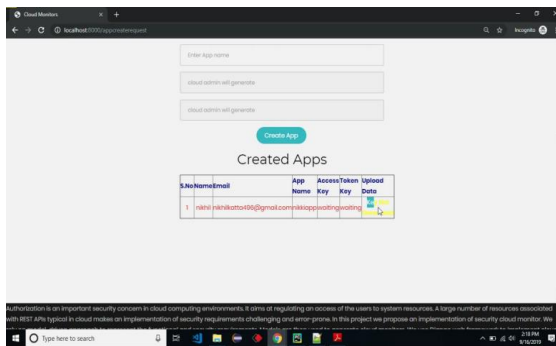 Cloud Monitors
localhost:8000/appcreaterequest
Incognito
Enter App name
cloud admin will generate
cloud admin will generate
Create App
Created Apps
S.No Name Email App Name Access Key Token Key Upload Data
1 nikhil nikhilkatta496@gmail.com nikkiapp waiting waiting
Authorization is an important security concern in cloud computing environments. It aims at regulating an access of the users to system resources. A large number of resources associated
with REST APIs typical in cloud makes an implementation of security requirements challenging and error-prone. In this project we propose an implementation of security cloud monitor. We
Type here to search
2:18 PM
9/16/2019